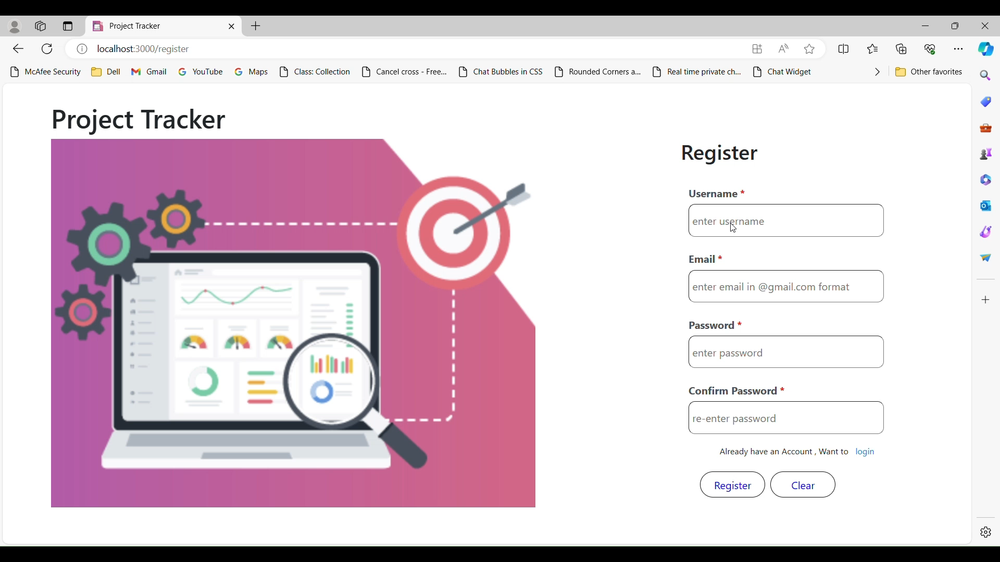 Project Tracker
localhost:3000/register
McAfee Security Dell Gmail YouTube Maps Class: Collection Cancel cross - Free... Chat Bubbles in CSS Rounded Corners a... Real time private ch... Chat Widget Other favorites
Project Tracker
Register
Username *
enter username
Email *
enter email in @gmail.com format
Password *
enter password
Confirm Password *
re-enter password
Already have an Account , Want to login
Register Clear